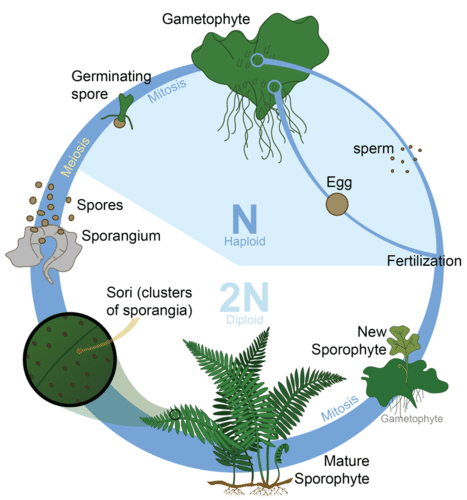 Gametophyte
Germinating
spore
Mitosis
Meiosis
sperm
Egg
Spores
Sporangium
N
Haploid
Fertilization
2N
Diploid
Sori (clusters
of sporangia)
New
Sporophyte
Gametophyte
Mitosis
Mature
Sporophyte